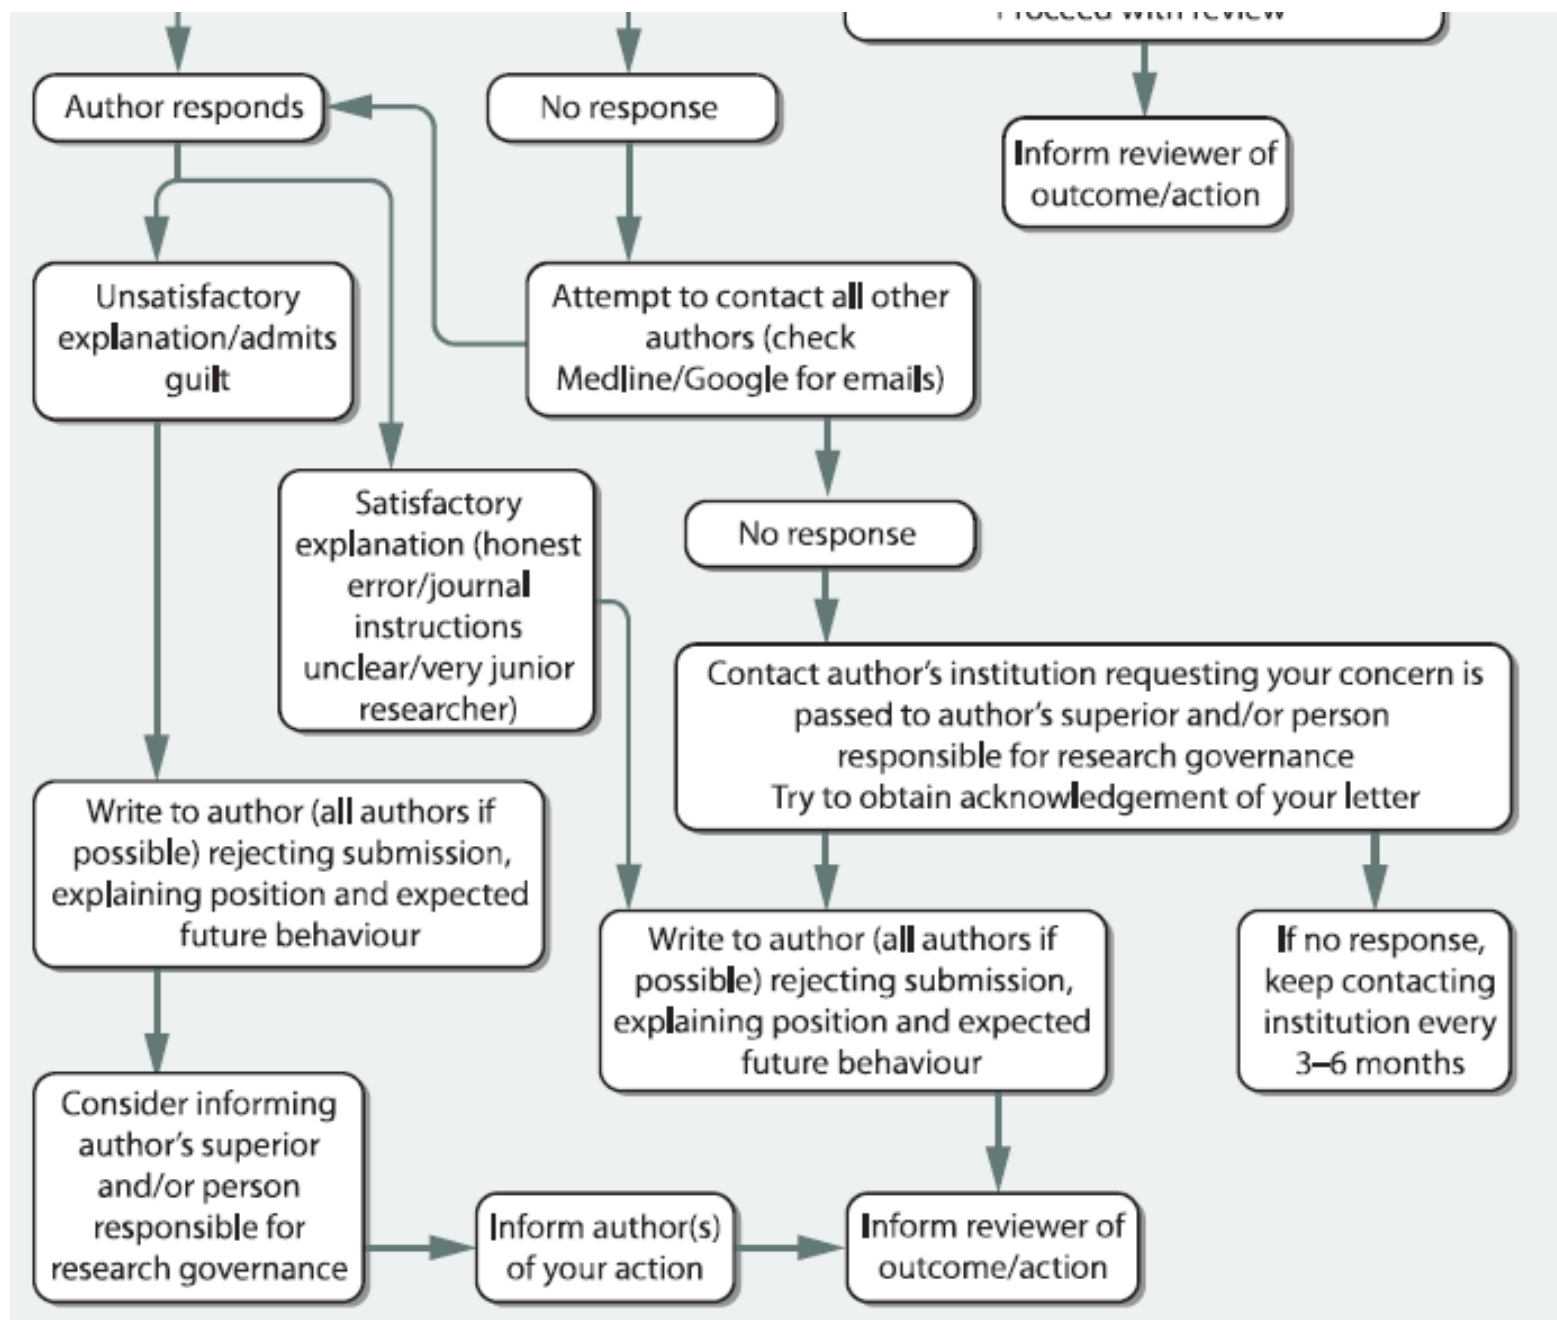 Proceed with review
Author responds
No response
Inform reviewer of
outcome/action
Unsatisfactory
explanation/admits
guilt
Attempt to contact all other
authors (check
Medline/Google for emails)
Satisfactory
explanation (honest
error/journal
instructions
unclear/very junior
researcher)
No response
Contact author’s institution requesting your concern is
passed to author’s superior and/or person
responsible for research governance
Try to obtain acknowledgement of your letter
Write to author (all authors if
possible) rejecting submission,
explaining position and expected
future behaviour
Write to author (all authors if
possible) rejecting submission,
explaining position and expected
future behaviour
If no response,
keep contacting
institution every
3–6 months
Consider informing
author’s superior
and/or person
responsible for
research governance
Inform author(s)
of your action
Inform reviewer of
outcome/action